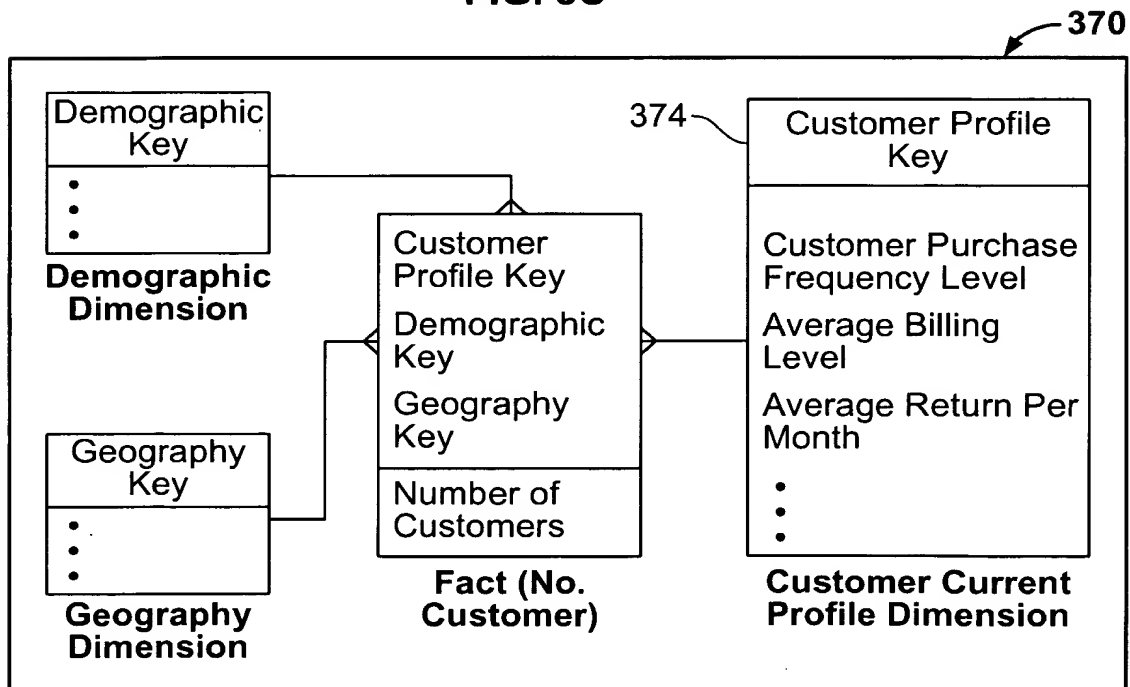 370
Demographic
Key
•
•
•
Demographic
Dimension
Geography
Key
•
•
•
Geography
Dimension
Customer
Profile Key
Demographic
Key
Geography
Key
Number of
Customers
Fact (No.
Customer)
374
Customer Profile
Key
Customer Purchase
Frequency Level
Average Billing
Level
Average Return Per
Month
•
•
•
Customer Current
Profile Dimension